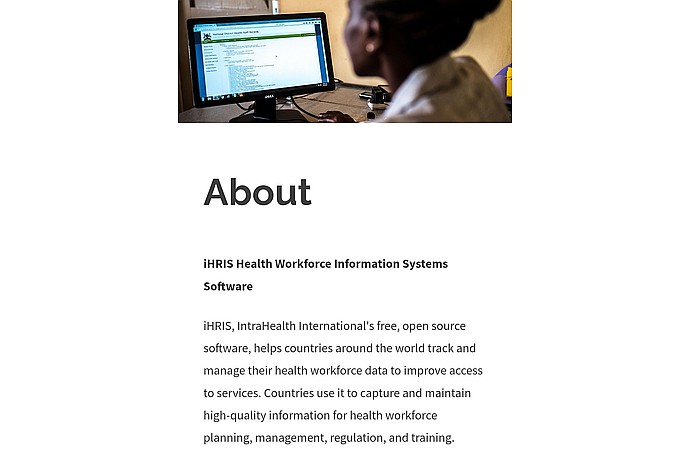 About
iHRIS Health Workforce Information Systems
Software
iHRIS, IntraHealth International's free, open source
software, helps countries around the world track and
manage their health workforce data to improve access
to services. Countries use it to capture and maintain
high-quality information for health workforce
planning, management, regulation, and training.